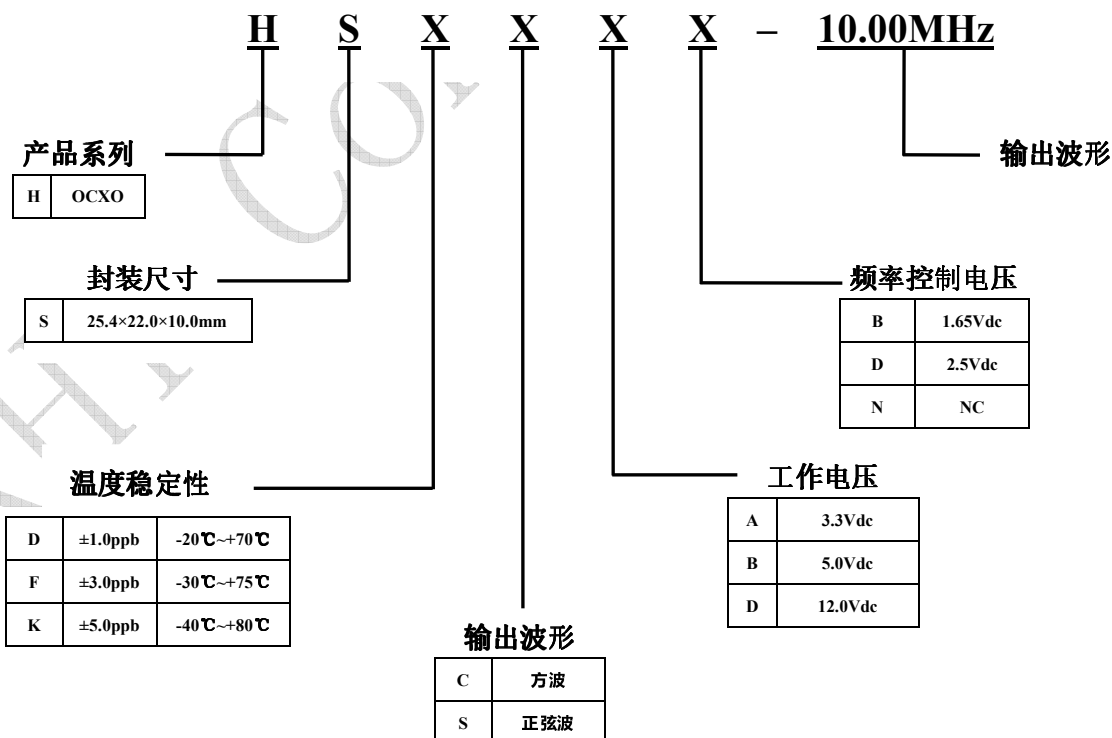 H S X X X X – 10.00MHz
产品系列
H OCXO
输出波形
封装尺寸
S 25.4×22.0×10.0mm
频率控制电压
B 1.65Vdc
D 2.5Vdc
N NC
温度稳定性
D ±1.0ppb -20℃~+70℃
F ±3.0ppb -30℃~+75℃
K ±5.0ppb -40℃~+80℃
工作电压
A 3.3Vdc
B 5.0Vdc
D 12.0Vdc
输出波形
C 方波
S 正弦波